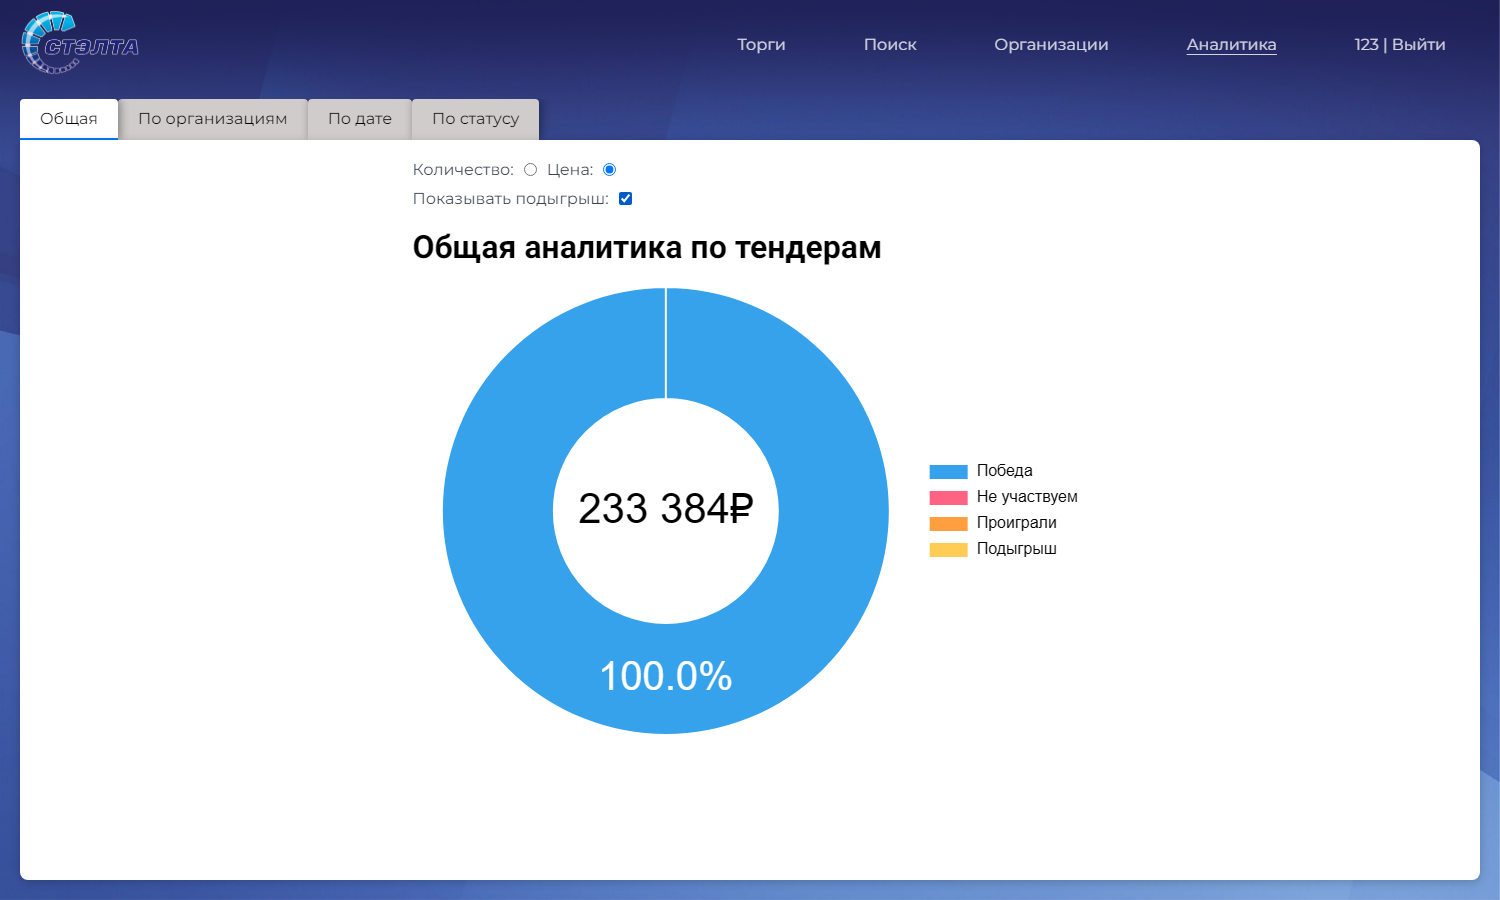 СТЭЛТА
Торги
Поиск
Организации
Аналитика
123 | Выйти
Общая
По организациям
По дате
По статусу
Количество:
Цена:
Показывать подыгрыш:
Общая аналитика по тендерам
233 384₽
100.0%
Победа
Не участвуем
Проиграли
Подыгрыш